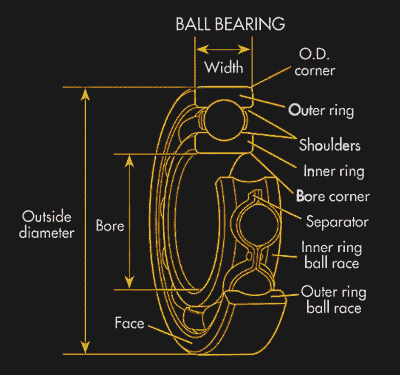 BALL BEARING
Width
O.D.
corner
Outer ring
Shoulders
Inner ring
Bore corner
Separator
Inner ring
ball race
Outer ring
ball race
Outside
diameter
Bore
Face